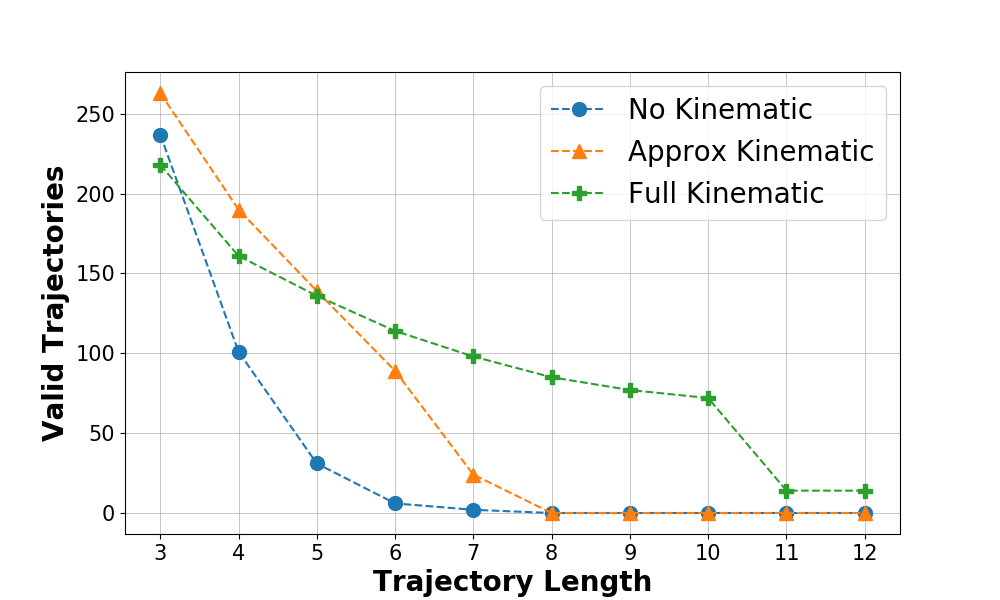 No Kinematic
Approx Kinematic
Full Kinematic
Valid Trajectories
250
200
150
100
50
0
3 4 5 6 7 8 9 10 11 12
Trajectory Length